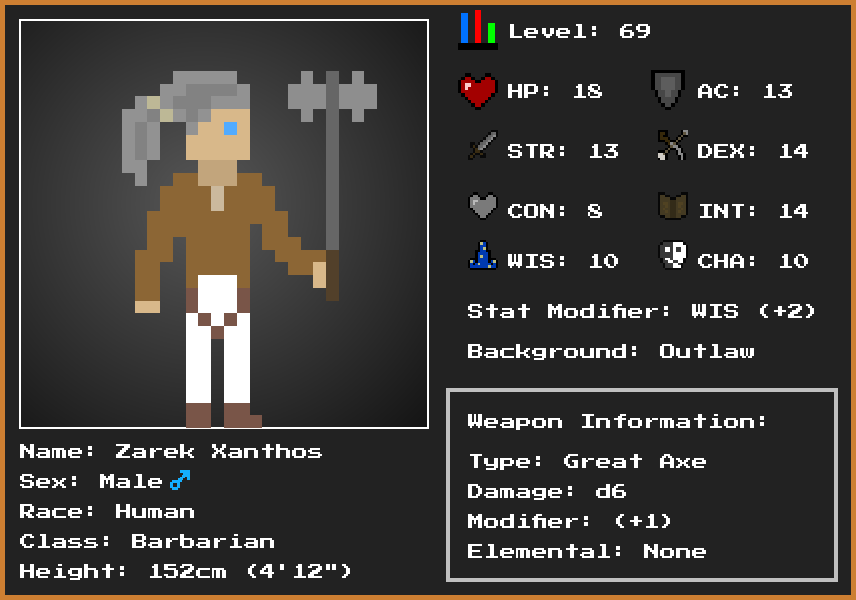 Level: 69
HP: 18
AC: 13
STR: 13
DEX: 14
CON: 8
INT: 14
WIS: 10
CHA: 10
Stat Modifier: WIS (+2)
Background: Outlaw
Weapon Information:
Type: Great Axe
Damage: d6
Modifier: (+1)
Elemental: None
Name: Zarek Xanthos
Sex: Male♂
Race: Human
Class: Barbarian
Height: 152cm (4'12")